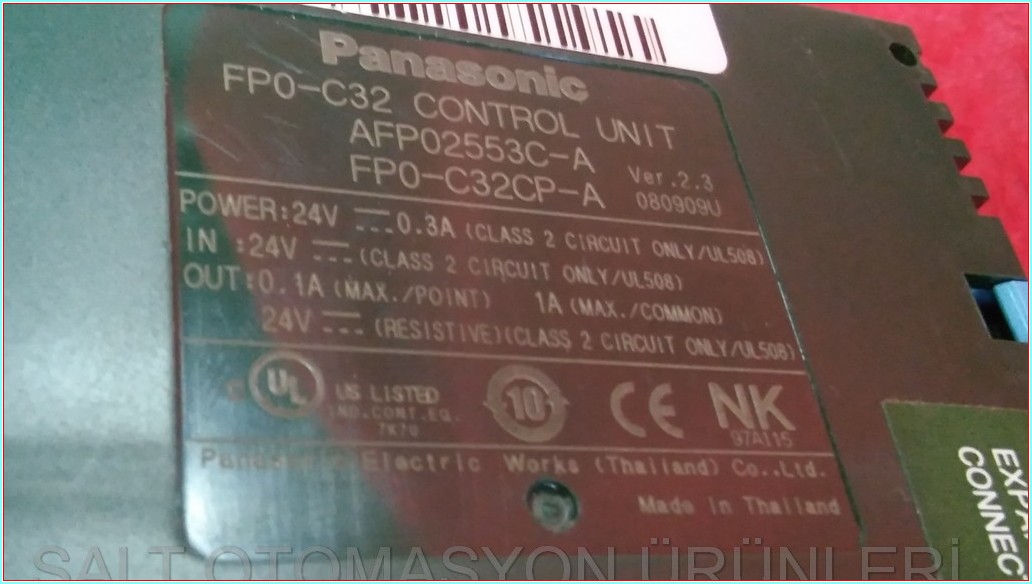 Panasonic
FP0-C32 CONTROL UNIT
AFP02553C-A
FP0-C32CP-A
Ver.2.3
080909U
POWER:24V ⎓ 0.3A (CLASS 2 CIRCUIT ONLY/UL508)
IN :24V ⎓ (CLASS 2 CIRCUIT ONLY/UL508)
OUT:0.1A (MAX./POINT) 1A (MAX./COMMON)
24V ⎓ (RESISTIVE)(CLASS 2 CIRCUIT ONLY/UL508)
c UL US LISTED
IND.CONT.EQ.
7K70
10
CE
NK
97A115
Panasonic Electric Works (Thailand) Co.,Ltd.
Made in Thailand
CONNEC
SALT OTOMASYON ÜRÜNLERİ